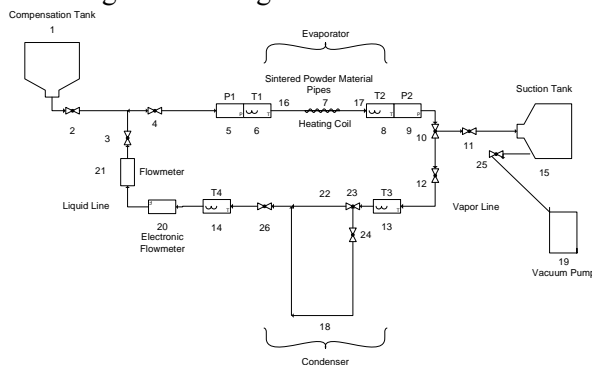 Compensation Tank
1
Evaporator
Sintered Powder Material
Pipes
Suction Tank
P1
T1
16
7
17
T2
P2
P
T
T
P
2
4
5
6
Heating Coil
8
9
10
11
3
25
15
21
Flowmeter
12
T4
22
23
T3
Liquid Line
Vapor Line
T
T
20
14
26
24
13
19
Electronic
Flowmeter
Vacuum Pump
18
Condenser